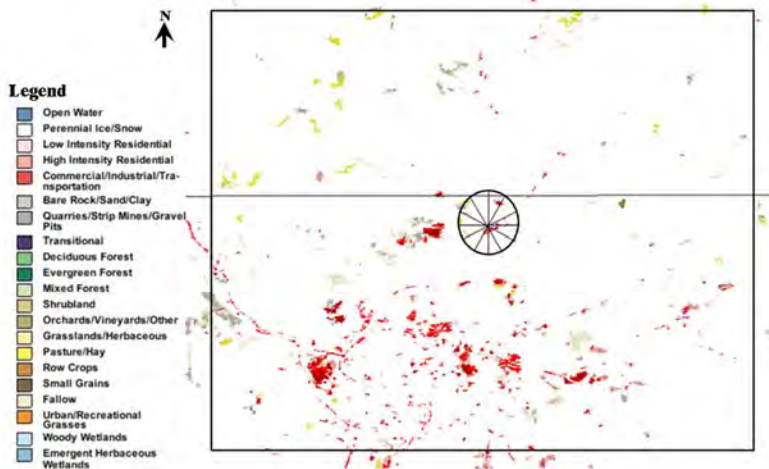 N
Legend
Open Water
Perennial Ice/Snow
Low Intensity Residential
High Intensity Residential
Commercial/Industrial/Tra-
nsportation
Bare Rock/Sand/Clay
Quarries/Strip Mines/Gravel
Pits
Transitional
Deciduous Forest
Evergreen Forest
Mixed Forest
Shrubland
Orchards/Vineyards/Other
Grasslands/Herbaceous
Pasture/Hay
Row Crops
Small Grains
Fallow
Urban/Recreational
Grasses
Woody Wetlands
Emergent Herbaceous
Wetlands